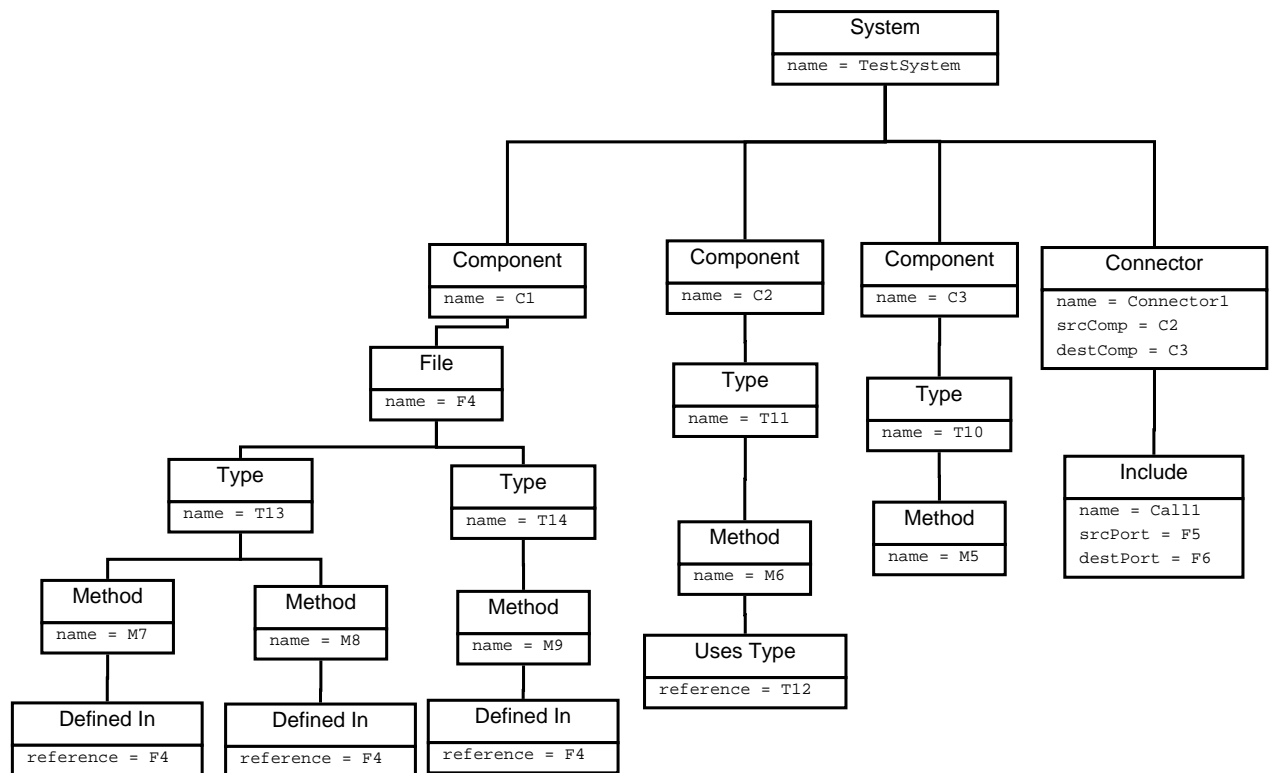 System
name = TestSystem
Component
name = C1
Component
name = C2
Component
name = C3
Connector
name = Connector1
srcComp = C2
destComp = C3
File
name = F4
Type
name = T11
Type
name = T10
Type
name = T13
Type
name = T14
Include
name = Call1
srcPort = F5
destPort = F6
Method
name = M6
Method
name = M5
Method
name = M7
Method
name = M8
Method
name = M9
Uses Type
reference = T12
Defined In
reference = F4
Defined In
reference = F4
Defined In
reference = F4